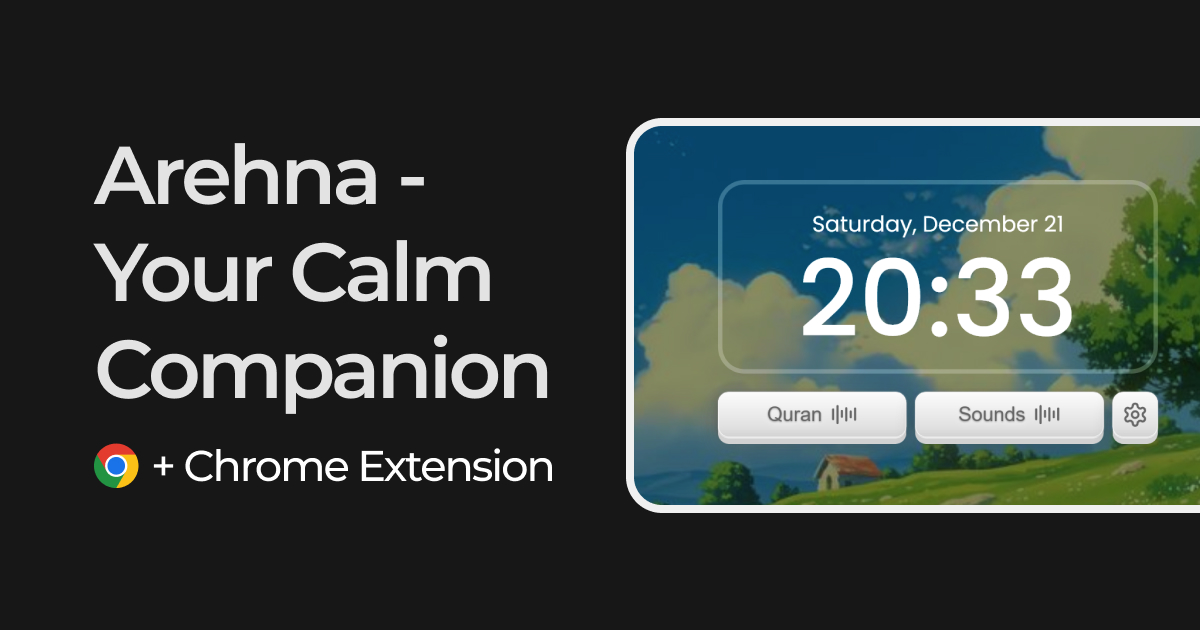 Arehna -
Your Calm
Companion
+ Chrome Extension
Saturday, December 21
20:33
Quran
Sounds